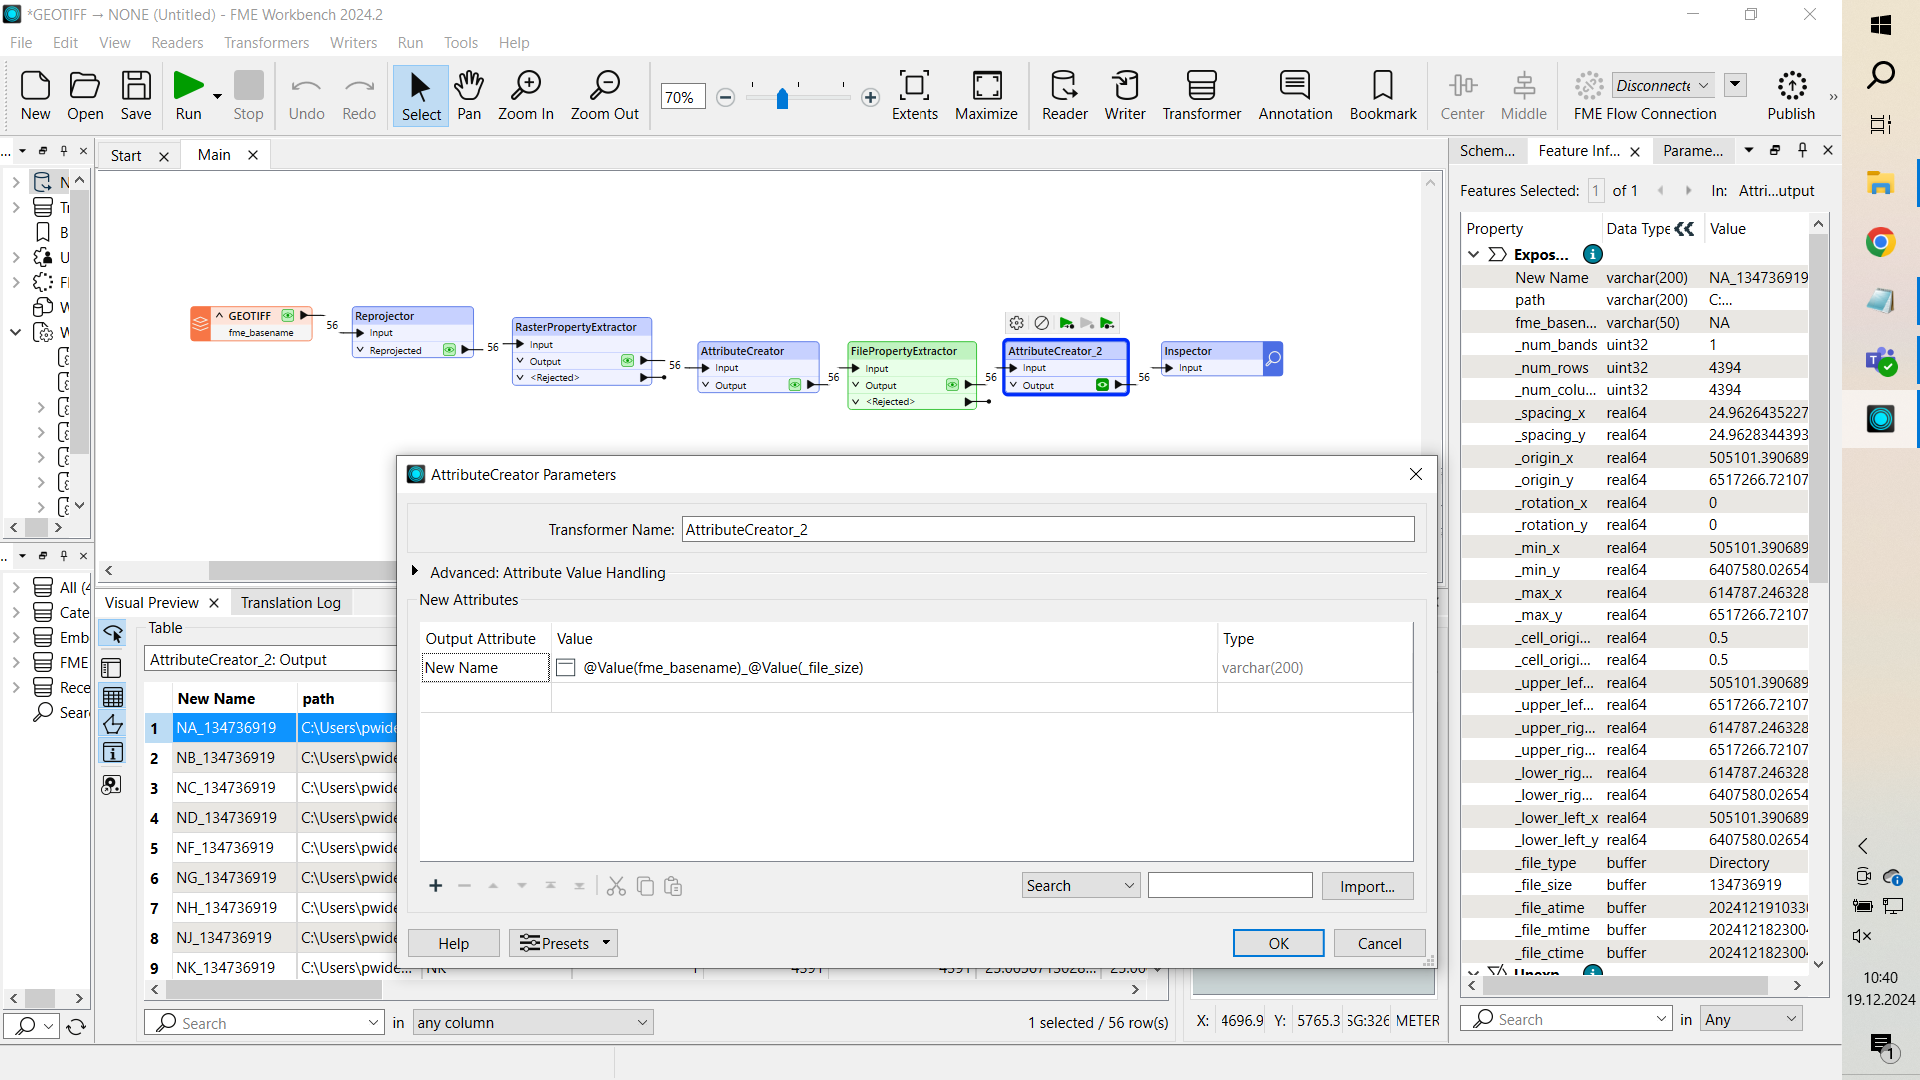 *GEOTIFF → NONE (Untitled) - FME Workbench 2024.2
File Edit View Readers Transformers Writers Run Tools Help
New Open Save Run Stop Undo Redo Select Pan Zoom In Zoom Out 70% Extents Maximize Reader Writer Transformer Annotation Bookmark Center Middle Disconnecte FME Flow Connection Publish
Start Main
GEOTIFF
fme_basename
56
Reprojector
Input
Reprojected
56
RasterPropertyExtractor
Input
Output
<Rejected>
56
AttributeCreator
Input
Output
56
FilePropertyExtractor
Input
Output
<Rejected>
56
AttributeCreator_2
Input
Output
56
Inspector
Input
N
Tr
B
U
Fl
W
W
All (4
Cate
Emb
FME
Rece
Sear
Visual Preview Translation Log
Table
AttributeCreator_2: Output
New Name path
1 NA_134736919 C:\Users\pwide
2 NB_134736919 C:\Users\pwide
3 NC_134736919 C:\Users\pwide
4 ND_134736919 C:\Users\pwide
5 NF_134736919 C:\Users\pwide
6 NG_134736919 C:\Users\pwide
7 NH_134736919 C:\Users\pwide
8 NJ_134736919 C:\Users\pwide
9 NK_134736919 C:\Users\pwide...
Search in any column 1 selected / 56 row(s)
X: 4696.9 Y: 5765.3 SG:326 METER
AttributeCreator Parameters
Transformer Name: AttributeCreator_2
Advanced: Attribute Value Handling
New Attributes
Output Attribute Value Type
New Name @Value(fme_basename)_@Value(_file_size) varchar(200)
Search Import...
Help Presets OK Cancel
Schem... Feature Inf... Parame...
Features Selected: 1 of 1 In: Attri...utput
Property Data Type Value
Expos...
New Name varchar(200) NA_134736919
path varchar(200) C:...
fme_basen... varchar(50) NA
_num_bands uint32 1
_num_rows uint32 4394
_num_colu... uint32 4394
_spacing_x real64 24.9626435227
_spacing_y real64 24.9628344393
_origin_x real64 505101.390689
_origin_y real64 6517266.72107
_rotation_x real64 0
_rotation_y real64 0
_min_x real64 505101.390689
_min_y real64 6407580.02654
_max_x real64 614787.246328
_max_y real64 6517266.72107
_cell_origi... real64 0.5
_cell_origi... real64 0.5
_upper_lef... real64 505101.390689
_upper_lef... real64 6517266.72107
_upper_rig... real64 614787.246328
_upper_rig... real64 6517266.72107
_lower_rig... real64 614787.246328
_lower_rig... real64 6407580.02654
_lower_left_x real64 505101.390689
_lower_left_y real64 6407580.02654
_file_type buffer Directory
_file_size buffer 134736919
_file_atime buffer 2024121910330
_file_mtime buffer 202412182300
_file_ctime buffer 202412182300
Search in Any
10:40
19.12.2024
1